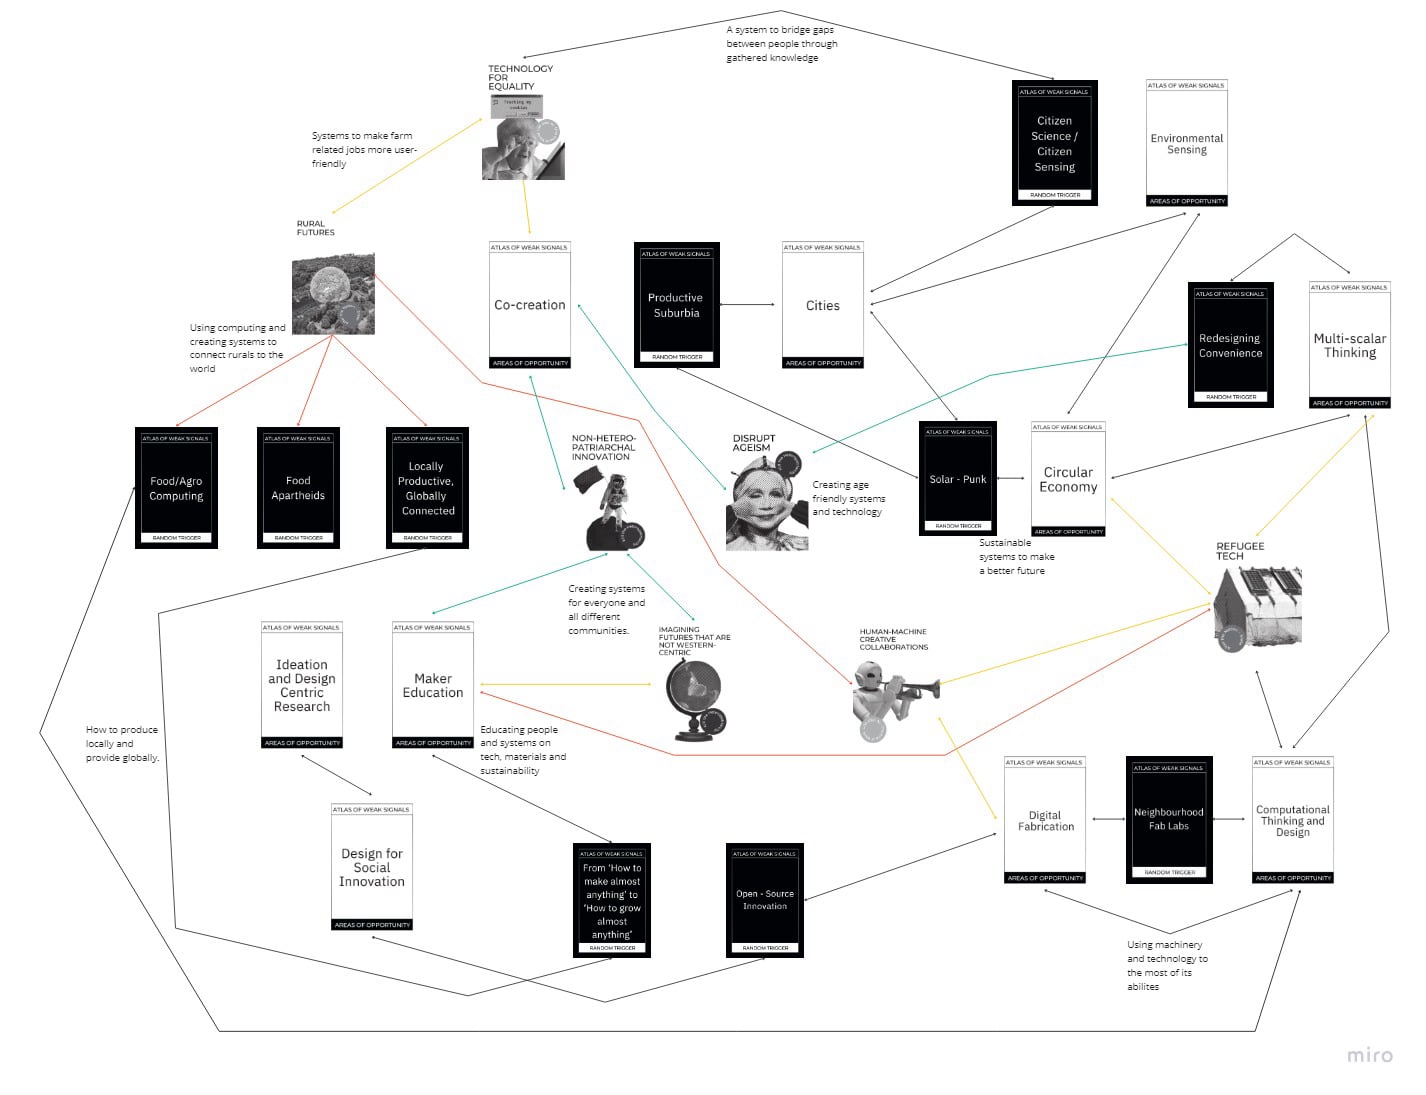 A system to bridge gaps
between people through
gathered knowledge
TECHNOLOGY
FOR
EQUALITY
Teaching my
cookies
ATLAS OF WEAK SIGNALS
Citizen
Science /
Citizen
Sensing
RANDOM TRIGGER
ATLAS OF WEAK SIGNALS
Environmental
Sensing
AREAS OF OPPORTUNITY
Systems to make farm
related jobs more user-
friendly
RURAL
FUTURES
ATLAS OF WEAK SIGNALS
Co-creation
AREAS OF OPPORTUNITY
ATLAS OF WEAK SIGNALS
Productive
Suburbia
RANDOM TRIGGER
ATLAS OF WEAK SIGNALS
Cities
AREAS OF OPPORTUNITY
ATLAS OF WEAK SIGNALS
Redesigning
Convenience
RANDOM TRIGGER
ATLAS OF WEAK SIGNALS
Multi-scalar
Thinking
AREAS OF OPPORTUNITY
Using computing and
creating systems to
connect rurals to the
world
ATLAS OF WEAK SIGNALS
Food/Agro
Computing
RANDOM TRIGGER
ATLAS OF WEAK SIGNALS
Food
Apartheids
RANDOM TRIGGER
ATLAS OF WEAK SIGNALS
Locally
Productive,
Globally
Connected
RANDOM TRIGGER
NON-HETERO-
PATRIARCHAL
INNOVATION
DISRUPT
AGEISM
Creating age
friendly systems
and technology
ATLAS OF WEAK SIGNALS
Solar - Punk
RANDOM TRIGGER
ATLAS OF WEAK SIGNALS
Circular
Economy
AREAS OF OPPORTUNITY
Sustainable
systems to make
a better future
REFUGEE
TECH
Creating systems
for everyone and
all different
communities.
ATLAS OF WEAK SIGNALS
Ideation
and Design
Centric
Research
AREAS OF OPPORTUNITY
ATLAS OF WEAK SIGNALS
Maker
Education
AREAS OF OPPORTUNITY
IMAGINING
FUTURES THAT ARE
NOT WESTERN-
CENTRIC
HUMAN-MACHINE
CREATIVE
COLLABORATIONS
How to produce
locally and
provide globally.
Educating people
and systems on
tech, materials and
sustainability
ATLAS OF WEAK SIGNALS
Digital
Fabrication
AREAS OF OPPORTUNITY
ATLAS OF WEAK SIGNALS
Neighbourhood
Fab Labs
RANDOM TRIGGER
ATLAS OF WEAK SIGNALS
Computational
Thinking and
Design
AREAS OF OPPORTUNITY
ATLAS OF WEAK SIGNALS
Design for
Social
Innovation
AREAS OF OPPORTUNITY
ATLAS OF WEAK SIGNALS
From 'How to
make almost
anything' to
'How to grow
almost
anything'
RANDOM TRIGGER
ATLAS OF WEAK SIGNALS
Open - Source
Innovation
RANDOM TRIGGER
Using machinery
and technology to
the most of its
abilites
miro